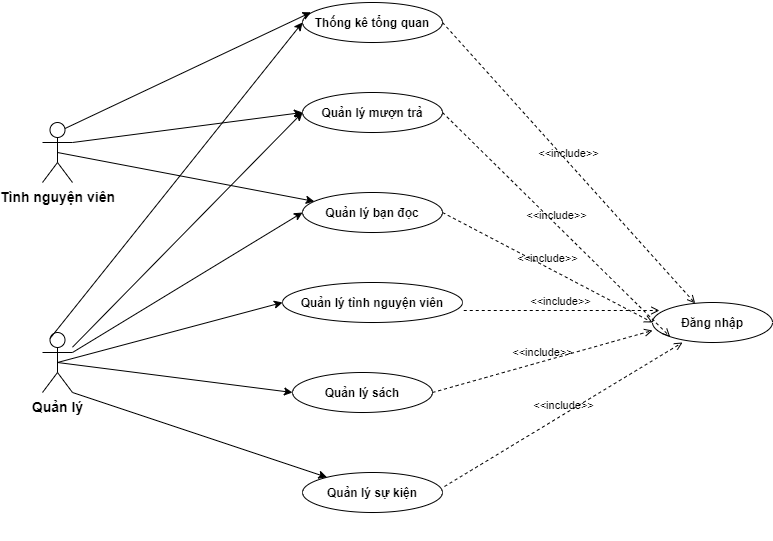 Thống kê tổng quan
Quản lý mượn trả
<<include>>
Tình nguyện viên
Quản lý bạn đọc
<<include>>
<<include>>
Quản lý tình nguyện viên
<<include>>
Đăng nhập
<<include>>
Quản lý
Quản lý sách
<<include>>
Quản lý sự kiện